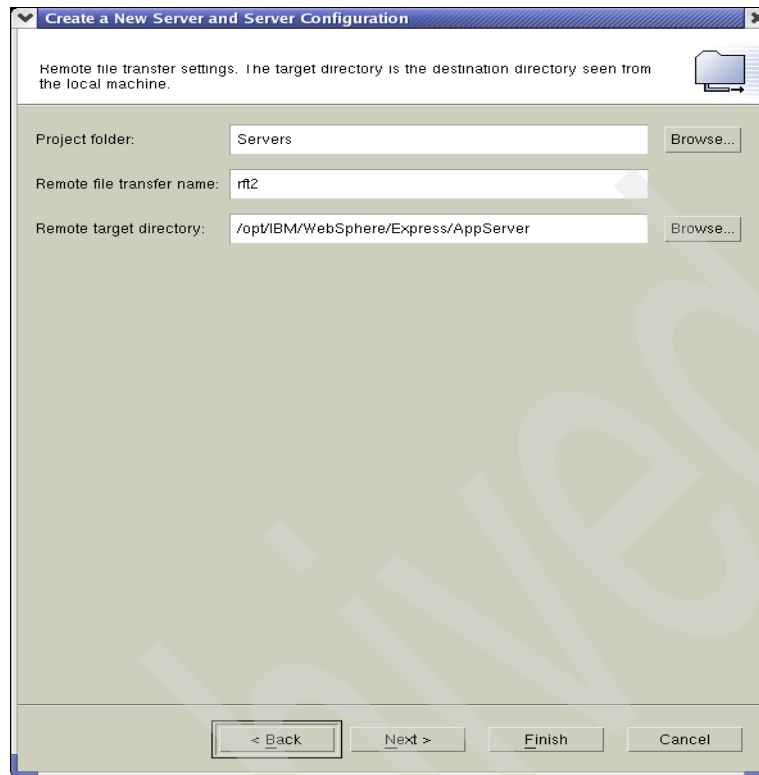 Create a New Server and Server Configuration
Remote file transfer settings. The target directory is the destination directory seen from
the local machine.
Project folder:
Servers
Browse...
Remote file transfer name:
rft2
Remote target directory:
/opt/IBM/WebSphere/Express/AppServer
Browse...
< Back
Next >
Finish
Cancel